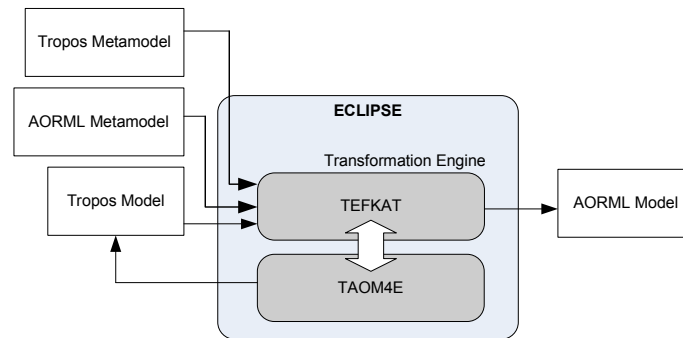 Tropos Metamodel
AORML Metamodel
ECLIPSE
Transformation Engine
Tropos Model
TEFKAT
AORML Model
TAOM4E